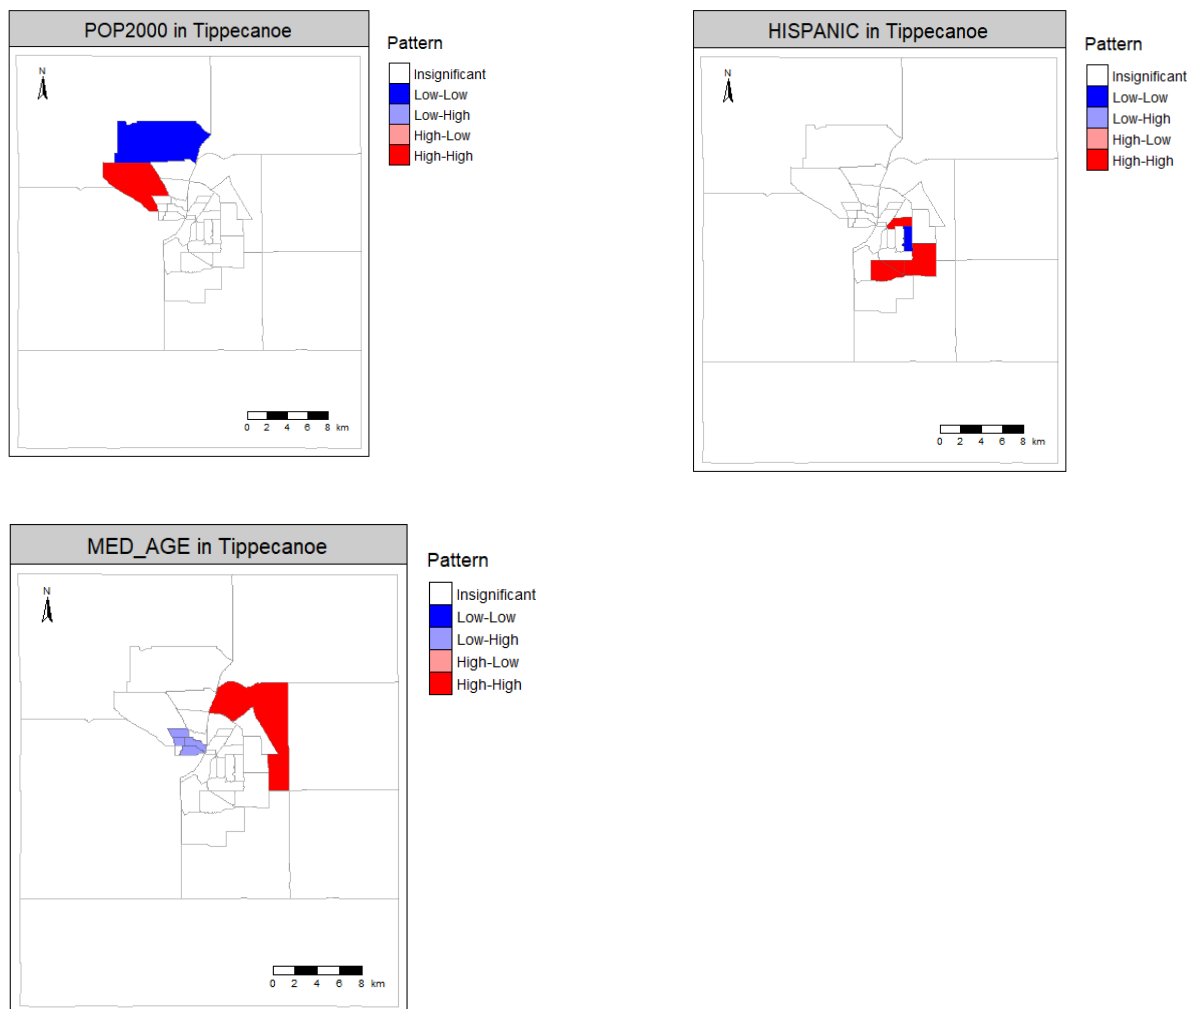 POP2000 in Tippecanoe
N
0 2 4 6 8 km
Pattern
Insignificant
Low-Low
Low-High
High-Low
High-High
HISPANIC in Tippecanoe
N
0 2 4 6 8 km
Pattern
Insignificant
Low-Low
Low-High
High-Low
High-High
MED_AGE in Tippecanoe
N
0 2 4 6 8 km
Pattern
Insignificant
Low-Low
Low-High
High-Low
High-High